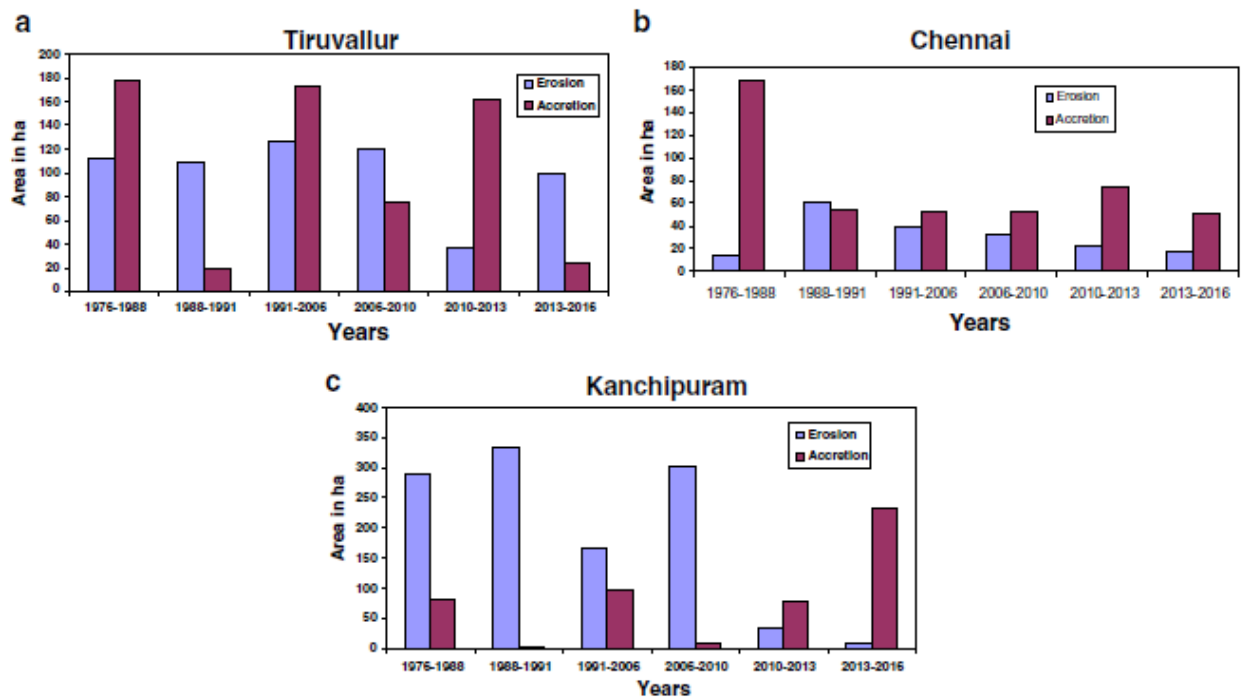 a
Tiruvallur
200
180
160
140
120
100
80
60
40
20
0
Area in ha
Erosion
Accretion
1976-1988 1988-1991 1991-2006 2006-2010 2010-2013 2013-2016
Years
b
Chennai
180
160
140
120
100
80
60
40
20
0
Area in ha
Erosion
Accretion
1976-1988 1988-1991 1991-2006 2006-2010 2010-2013 2013-2016
Years
c
Kanchipuram
400
350
300
250
200
150
100
50
0
Area in ha
Erosion
Accretion
1976-1988 1988-1991 1991-2006 2006-2010 2010-2013 2013-2016
Years